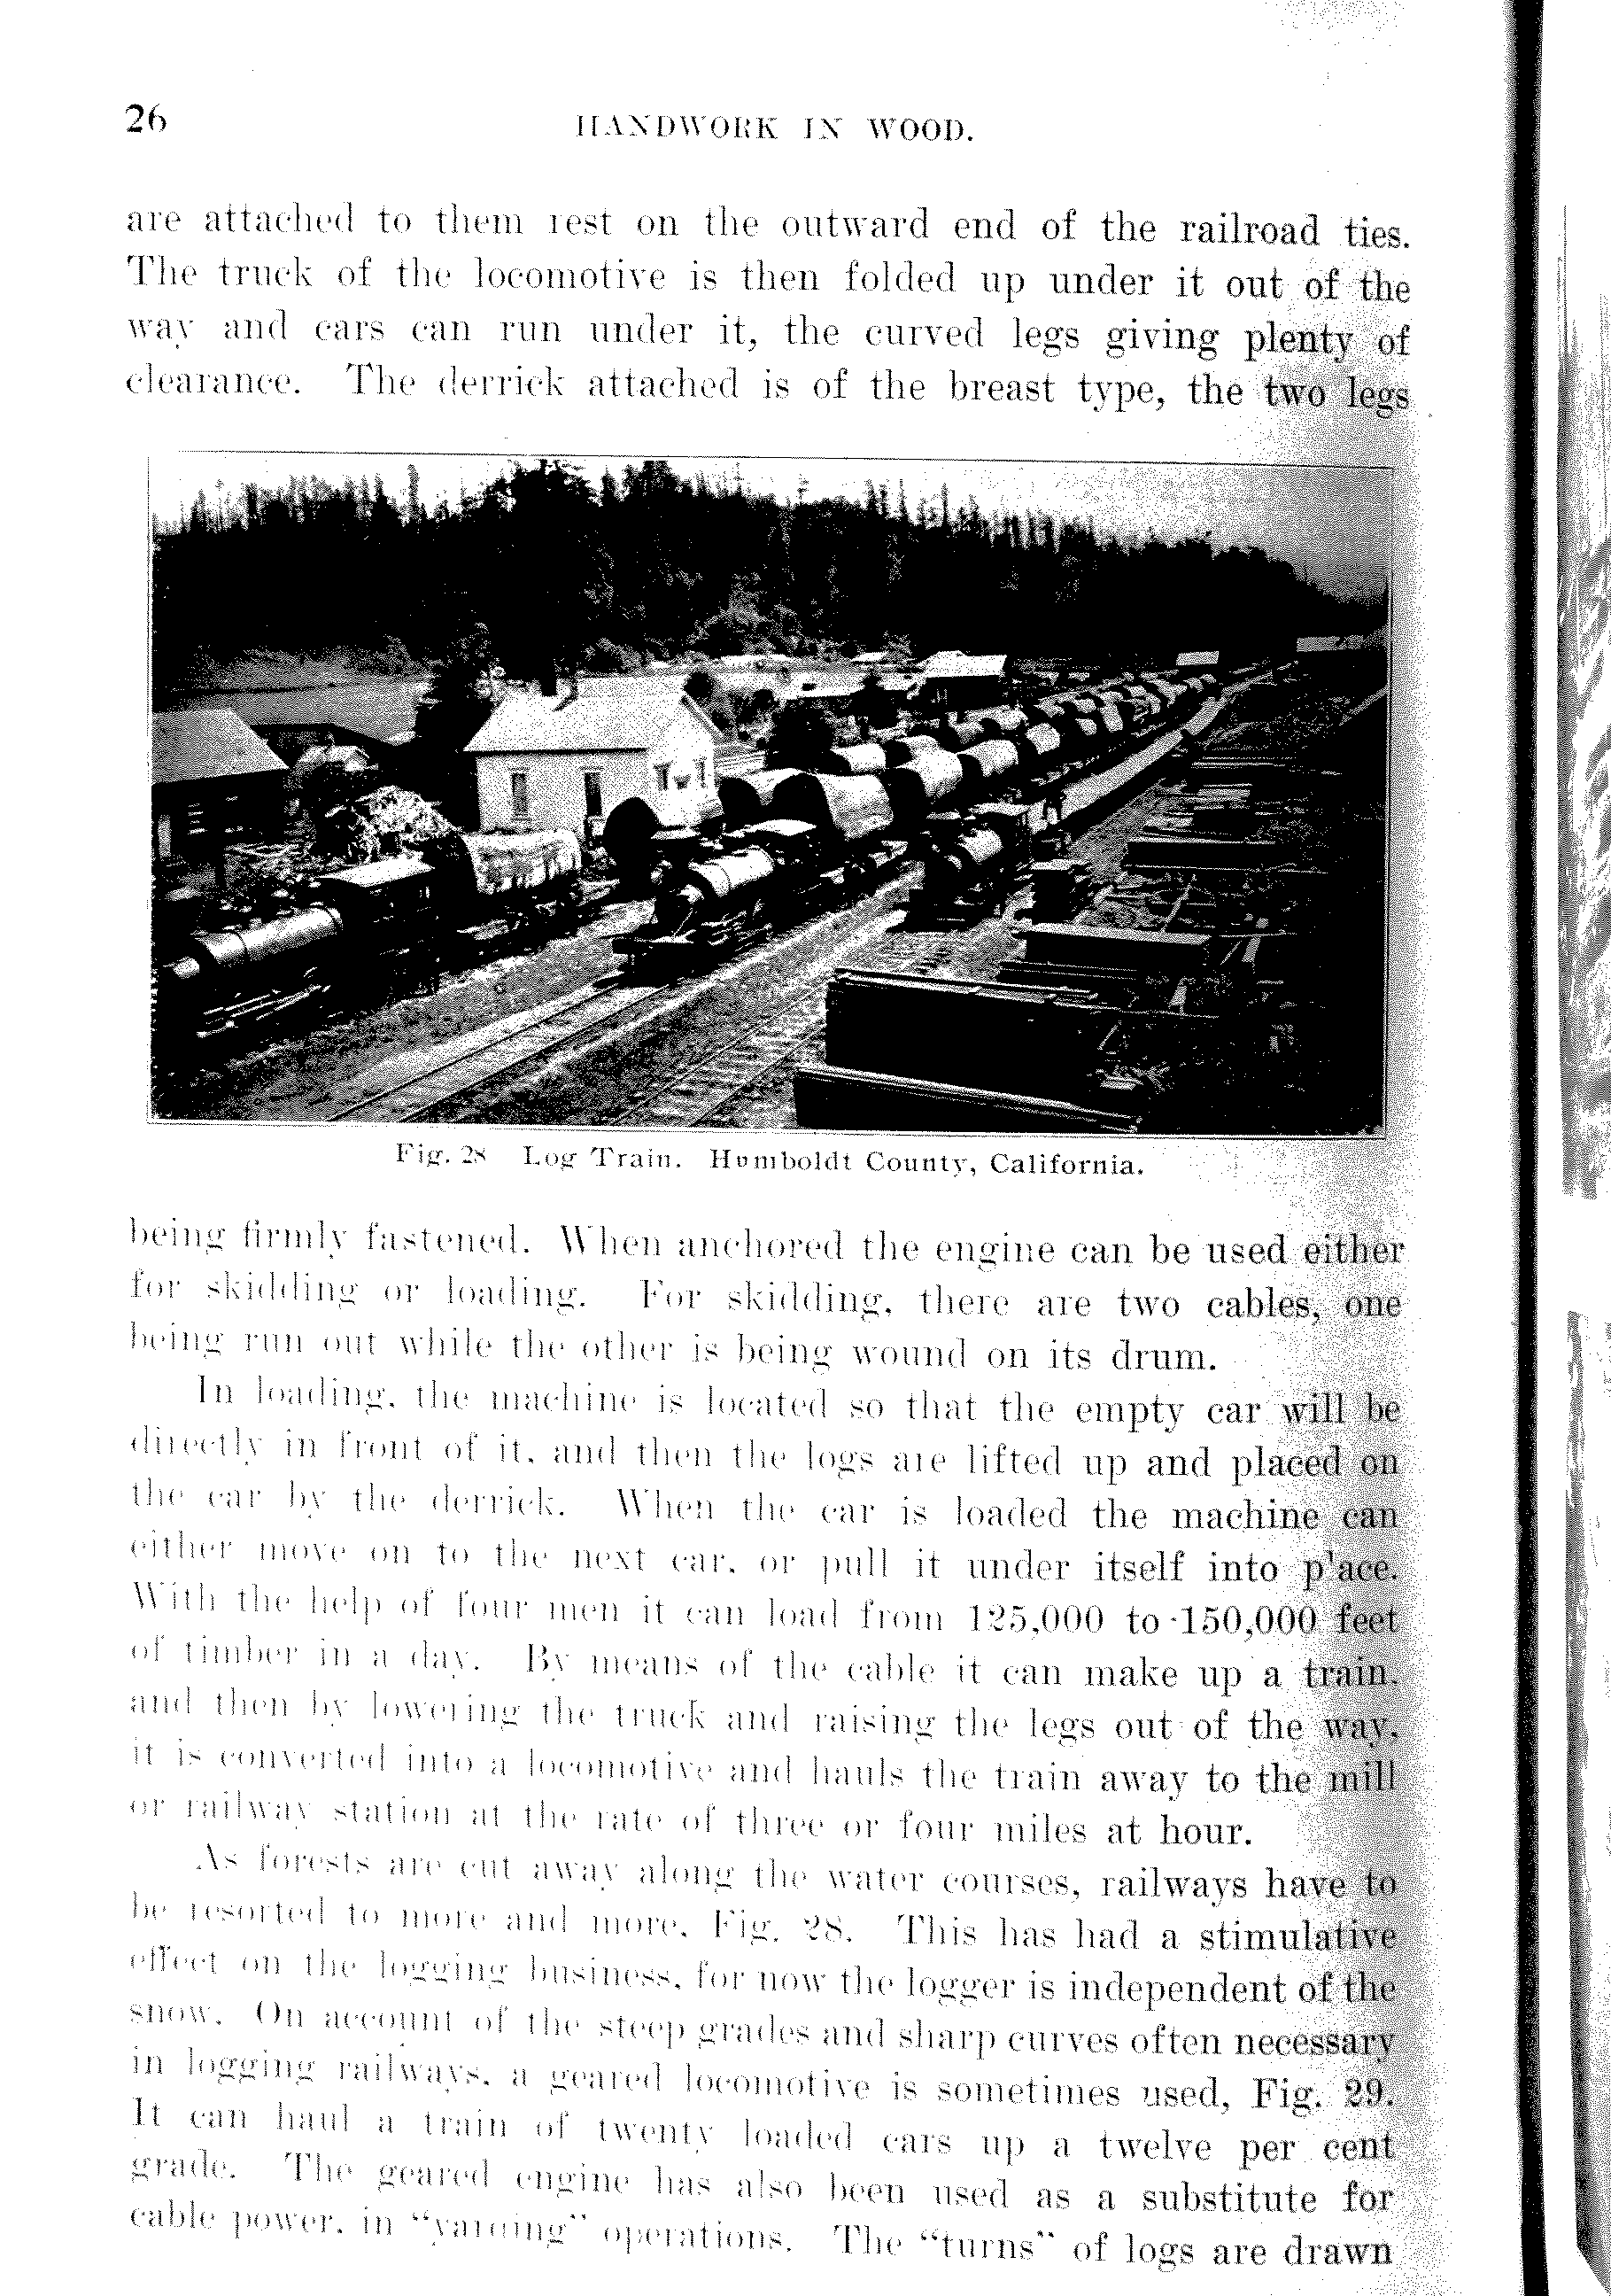 26
HANDWORK IN WOOD.
are attached to them rest on the outward end of the railroad ties.
The truck of the locomotive is then folded up under it out of the
way and cars can run under it, the curved legs giving plenty of
clearance. The derrick attached is of the breast type, the two legs
Fig. 28 Log Train. Humboldt County, California.
being firmly fastened. When anchored the engine can be used either
for skidding or loading. For skidding, there are two cables, one
being run out while the other is being wound on its drum.
In loading, the machine is located so that the empty car will be
directly in front of it, and then the logs are lifted up and placed on
the car by the derrick. When the car is loaded the machine can
either move on to the next car, or pull it under itself into place.
With the help of four men it can load from 125,000 to 150,000 feet
of timber in a day. By means of the cable it can make up a train,
and then by lowering the truck and raising the legs out of the way,
it is converted into a locomotive and hauls the train away to the mill
or railway station at the rate of three or four miles at hour.
As forests are cut away along the water courses, railways have to
be resorted to more and more, Fig. 28. This has had a stimulative
effect on the logging business, for now the logger is independent of the
snow. On account of the steep grades and sharp curves often necessary
in logging railways, a geared locomotive is sometimes used, Fig. 29.
It can haul a train of twenty loaded cars up a twelve per cent
grade. The geared engine has also been used as a substitute for
cable power, in "yarding" operations. The "turns" of logs are drawn